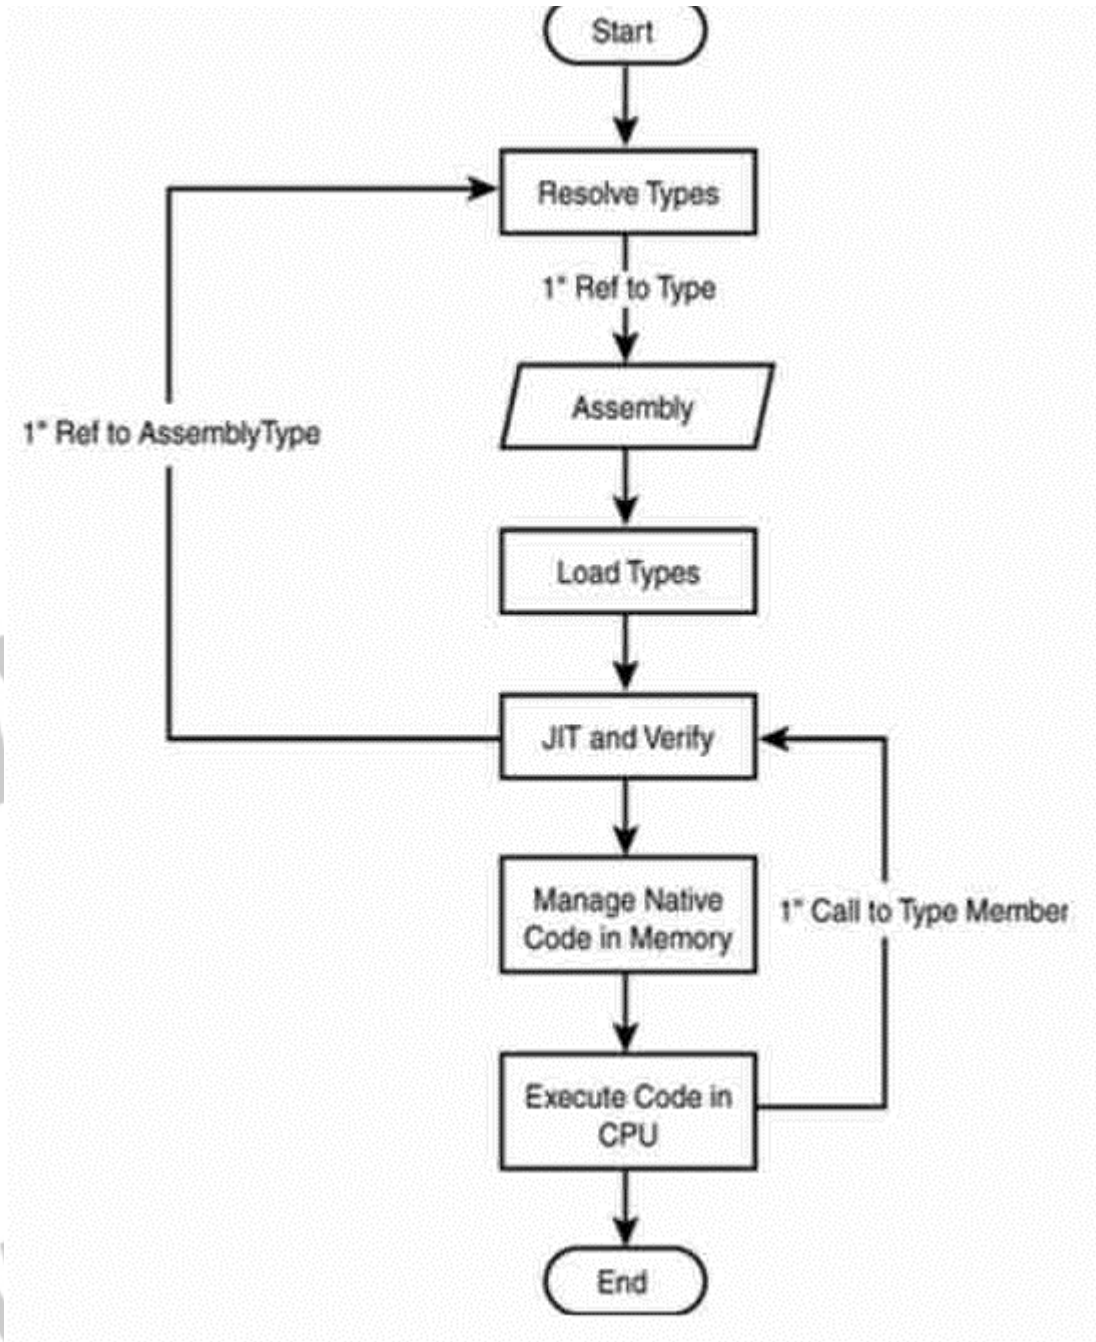 Start
Resolve Types
1" Ref to Type
Assembly
1" Ref to AssemblyType
Load Types
JIT and Verify
Manage Native
Code in Memory
1" Call to Type Member
Execute Code in
CPU
End